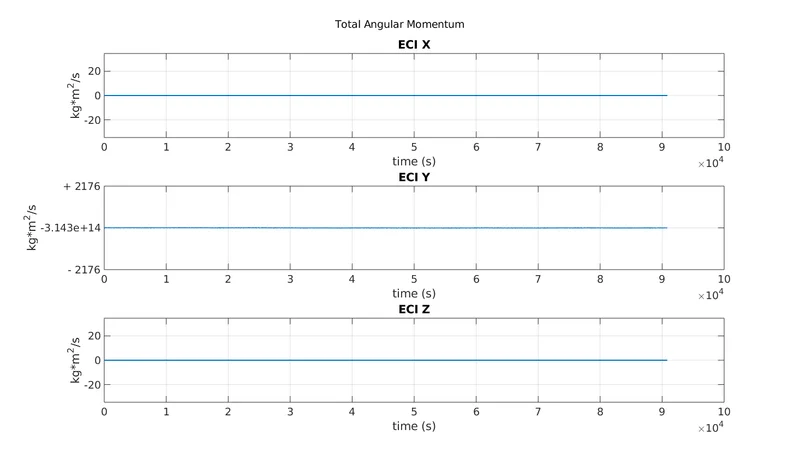 Total Angular Momentum
ECI X
kg*m²/s
20
0
-20
0 1 2 3 4 5 6 7 8 9 10
time (s)
×10⁴
ECI Y
kg*m²/s
+ 2176
-3.143e+14
- 2176
0 1 2 3 4 5 6 7 8 9 10
time (s)
×10⁴
ECI Z
kg*m²/s
20
0
-20
0 1 2 3 4 5 6 7 8 9 10
time (s)
×10⁴